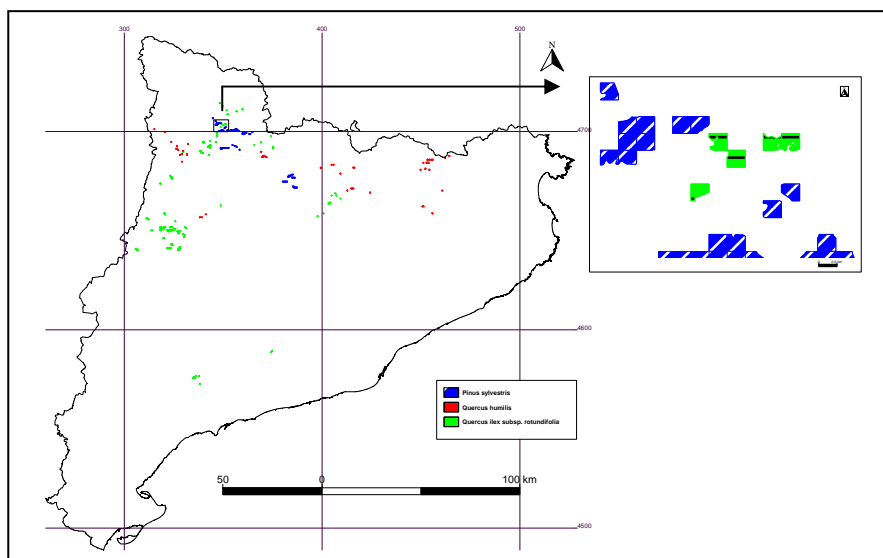 300 400 500
N
4700
4600
Pinus sylvestris
Quercus humilis
Quercus ilex subsp. rotundifolia
50 0 100 km
4500